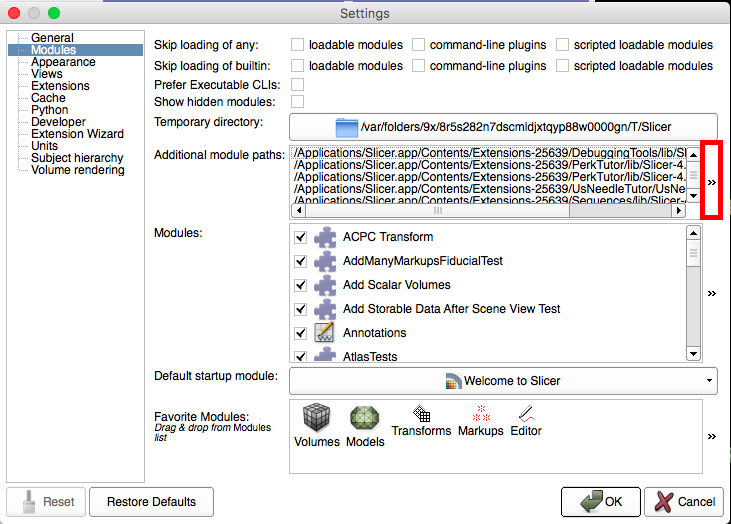 Settings
General
Modules
Appearance
Views
Extensions
Cache
Python
Developer
Extension Wizard
Units
Subject hierarchy
Volume rendering
Skip loading of any: loadable modules command-line plugins scripted loadable modules
Skip loading of builtin: loadable modules command-line plugins scripted loadable modules
Prefer Executable CLIs:
Show hidden modules:
Temporary directory: /var/folders/9x/8r5s282n7dscmldjxtqyp88w0000gn/T/Slicer
Additional module paths: /Applications/Slicer.app/Contents/Extensions-25639/DebuggingTools/lib/Sl
/Applications/Slicer.app/Contents/Extensions-25639/PerkTutor/lib/Slicer-4.
/Applications/Slicer.app/Contents/Extensions-25639/PerkTutor/lib/Slicer-4.
/Applications/Slicer.app/Contents/Extensions-25639/UsNeedleTutor/UsNee
/Applications/Slicer.app/Contents/Extensions-25639/Sequences/lib/Slicer-
»
Modules:
ACPC Transform
AddManyMarkupsFiducialTest
Add Scalar Volumes
Add Storable Data After Scene View Test
Annotations
AtlasTests
»
Default startup module: Welcome to Slicer
Favorite Modules:
Drag & drop from Modules
list
Volumes Models Transforms Markups Editor
»
Reset Restore Defaults OK Cancel